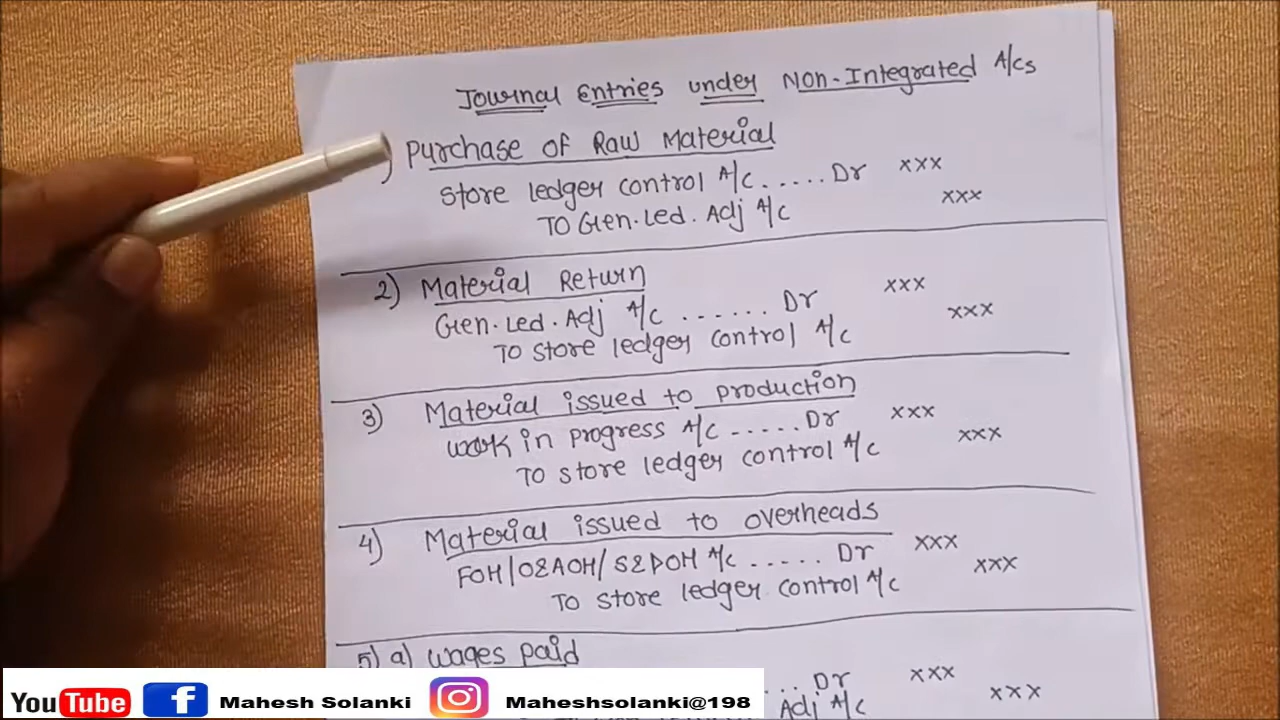 Journal Entries under Non-Integrated A/cs
) Purchase of Raw Material
Store ledger control A/c.....Dr xxx
To Gen.Led.Adj A/c xxx
2) Material Return
Gen.Led.Adj A/c ...... Dr xxx
To store ledger control A/c xxx
3) Material issued to production
work in progress A/c .....Dr xxx
To store ledger control A/c xxx
4) Material issued to overheads
FOH/O&AOH/S&DOH A/c ..... Dr xxx
To store ledger control A/c xxx
5) a) wages paid
...Dr xxx
Adj A/c xxx
YouTube f Mahesh Solanki Maheshsolanki@198